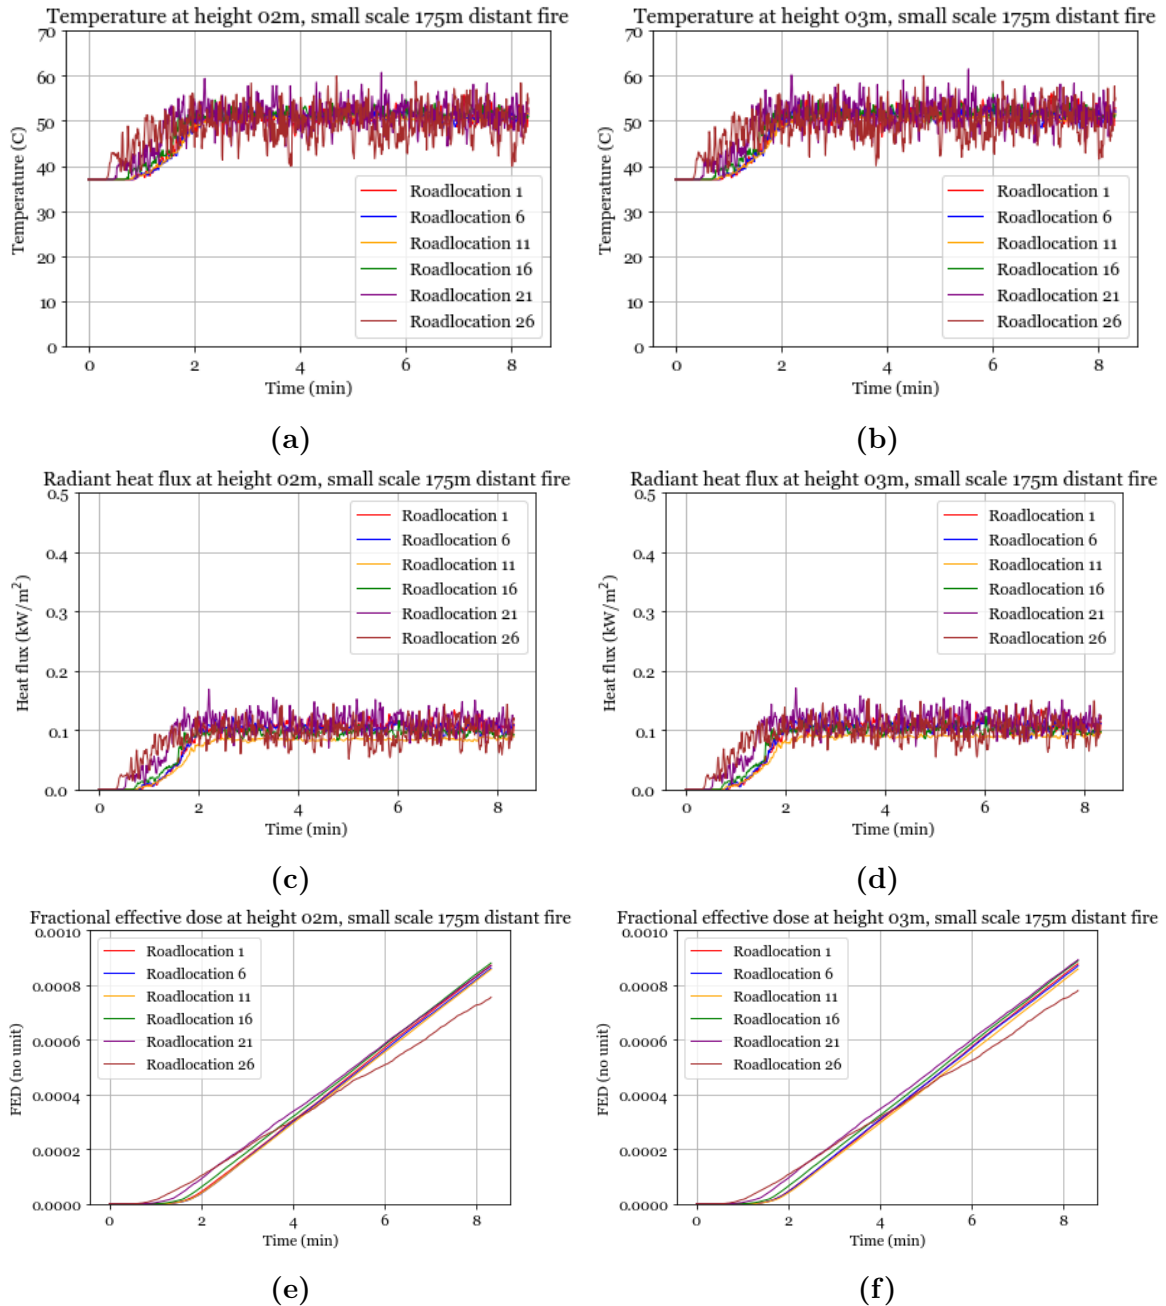 Temperature at height 02m, small scale 175m distant fire
70
60
50
40
30
20
10
0
Temperature (C)
Roadlocation 1
Roadlocation 6
Roadlocation 11
Roadlocation 16
Roadlocation 21
Roadlocation 26
0 2 4 6 8
Time (min)
(a)
Temperature at height 03m, small scale 175m distant fire
70
60
50
40
30
20
10
0
Temperature (C)
Roadlocation 1
Roadlocation 6
Roadlocation 11
Roadlocation 16
Roadlocation 21
Roadlocation 26
0 2 4 6 8
Time (min)
(b)
Radiant heat flux at height 02m, small scale 175m distant fire
0.5
0.4
0.3
0.2
0.1
0.0
Heat flux (kW/m²)
Roadlocation 1
Roadlocation 6
Roadlocation 11
Roadlocation 16
Roadlocation 21
Roadlocation 26
0 2 4 6 8
Time (min)
(c)
Radiant heat flux at height 03m, small scale 175m distant fire
0.5
0.4
0.3
0.2
0.1
0.0
Heat flux (kW/m²)
Roadlocation 1
Roadlocation 6
Roadlocation 11
Roadlocation 16
Roadlocation 21
Roadlocation 26
0 2 4 6 8
Time (min)
(d)
Fractional effective dose at height 02m, small scale 175m distant fire
0.0010
0.0008
0.0006
0.0004
0.0002
0.0000
FED (no unit)
Roadlocation 1
Roadlocation 6
Roadlocation 11
Roadlocation 16
Roadlocation 21
Roadlocation 26
0 2 4 6 8
Time (min)
(e)
Fractional effective dose at height 03m, small scale 175m distant fire
0.0010
0.0008
0.0006
0.0004
0.0002
0.0000
FED (no unit)
Roadlocation 1
Roadlocation 6
Roadlocation 11
Roadlocation 16
Roadlocation 21
Roadlocation 26
0 2 4 6 8
Time (min)
(f)